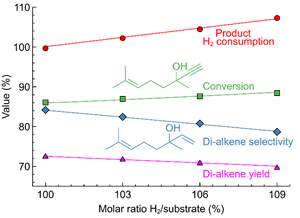 110
100
90
80
70
Value (%)
Product
H₂ consumption
OH
Conversion
OH
Di-alkene selectivity
Di-alkene yield
100
103
106
109
Molar ratio H₂/substrate (%)